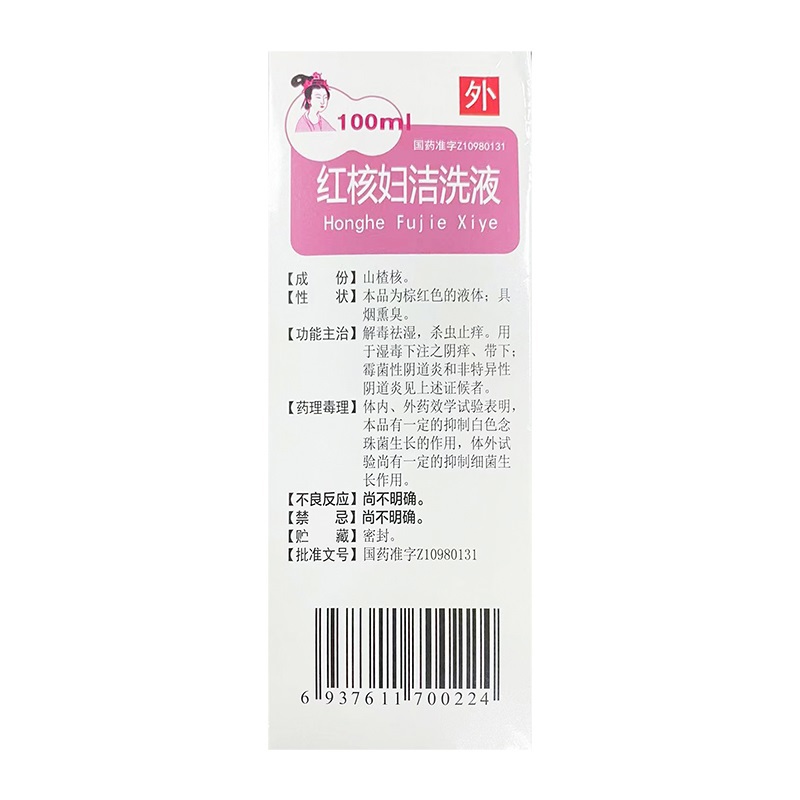 外
100ml
国药准字Z10980131
红核妇洁洗液
Honghe Fujie Xiye
【成　份】山楂核。
【性　状】本品为棕红色的液体；具
烟熏臭。
【功能主治】解毒祛湿，杀虫止痒。用
于湿毒下注之阴痒、带下；
霉菌性阴道炎和非特异性
阴道炎见上述证候者。
【药理毒理】体内、外药效学试验表明，
本品有一定的抑制白色念
珠菌生长的作用，体外试
验尚有一定的抑制细菌生
长作用。
【不良反应】尚不明确。
【禁　忌】尚不明确。
【贮　藏】密封。
【批准文号】国药准字Z10980131
6 937611 700224